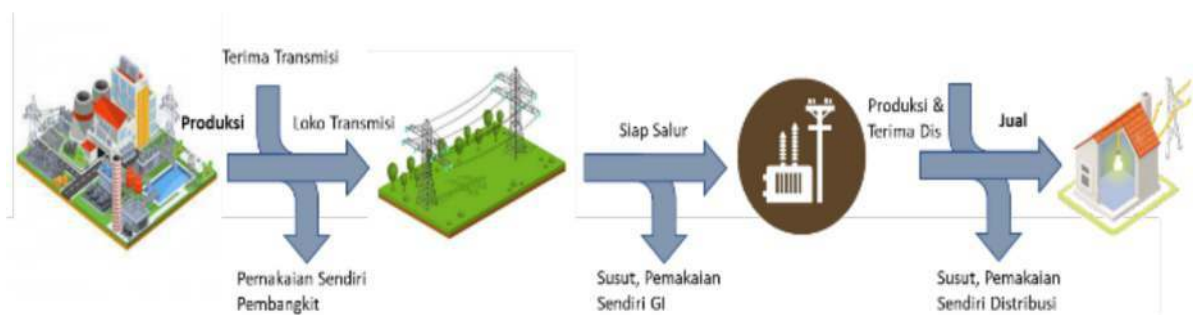 Terima Transmisi
Produksi
Loko Transmisi
Pemakaian Sendiri
Pembangkit
Siap Salur
Susut, Pemakaian
Sendiri GI
Produksi &
Terima Dis
Jual
Susut, Pemakaian
Sendiri Distribusi